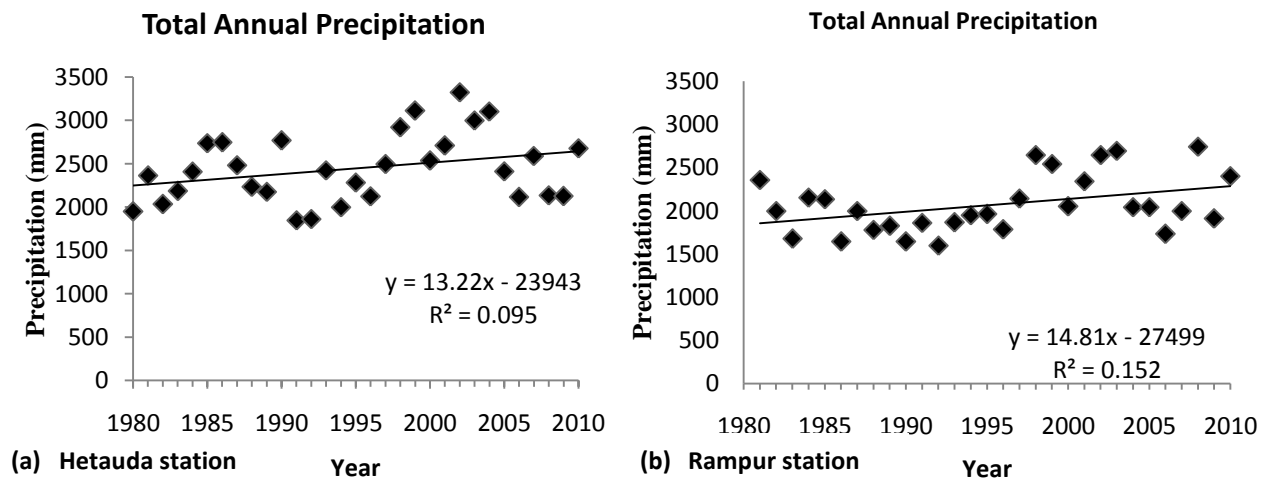 Total Annual Precipitation
Precipitation (mm)
3500
3000
2500
2000
1500
1000
500
0
y = 13.22x - 23943
R² = 0.095
1980 1985 1990 1995 2000 2005 2010
(a) Hetauda station
Year
Total Annual Precipitation
Precipitation (mm)
3500
3000
2500
2000
1500
1000
500
0
y = 14.81x - 27499
R² = 0.152
1980 1985 1990 1995 2000 2005 2010
(b) Rampur station
Year